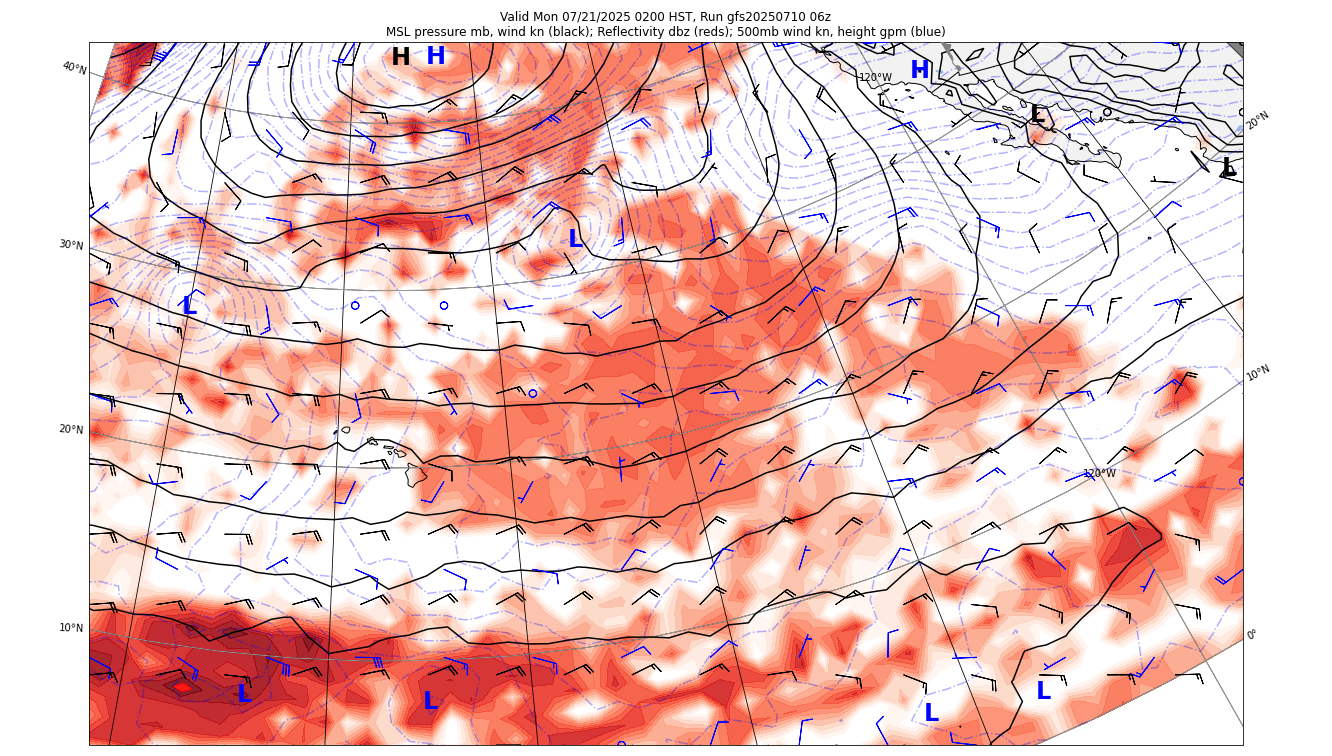 Valid Mon 07/21/2025 0200 HST, Run gfs20250710 06z
MSL pressure mb, wind kn (black); Reflectivity dbz (reds); 500mb wind kn, height gpm (blue)
H H H
40°N
120°W
L
20°N
L
30°N
L
L
10°N
20°N
120°W
10°N
0°
L L L L